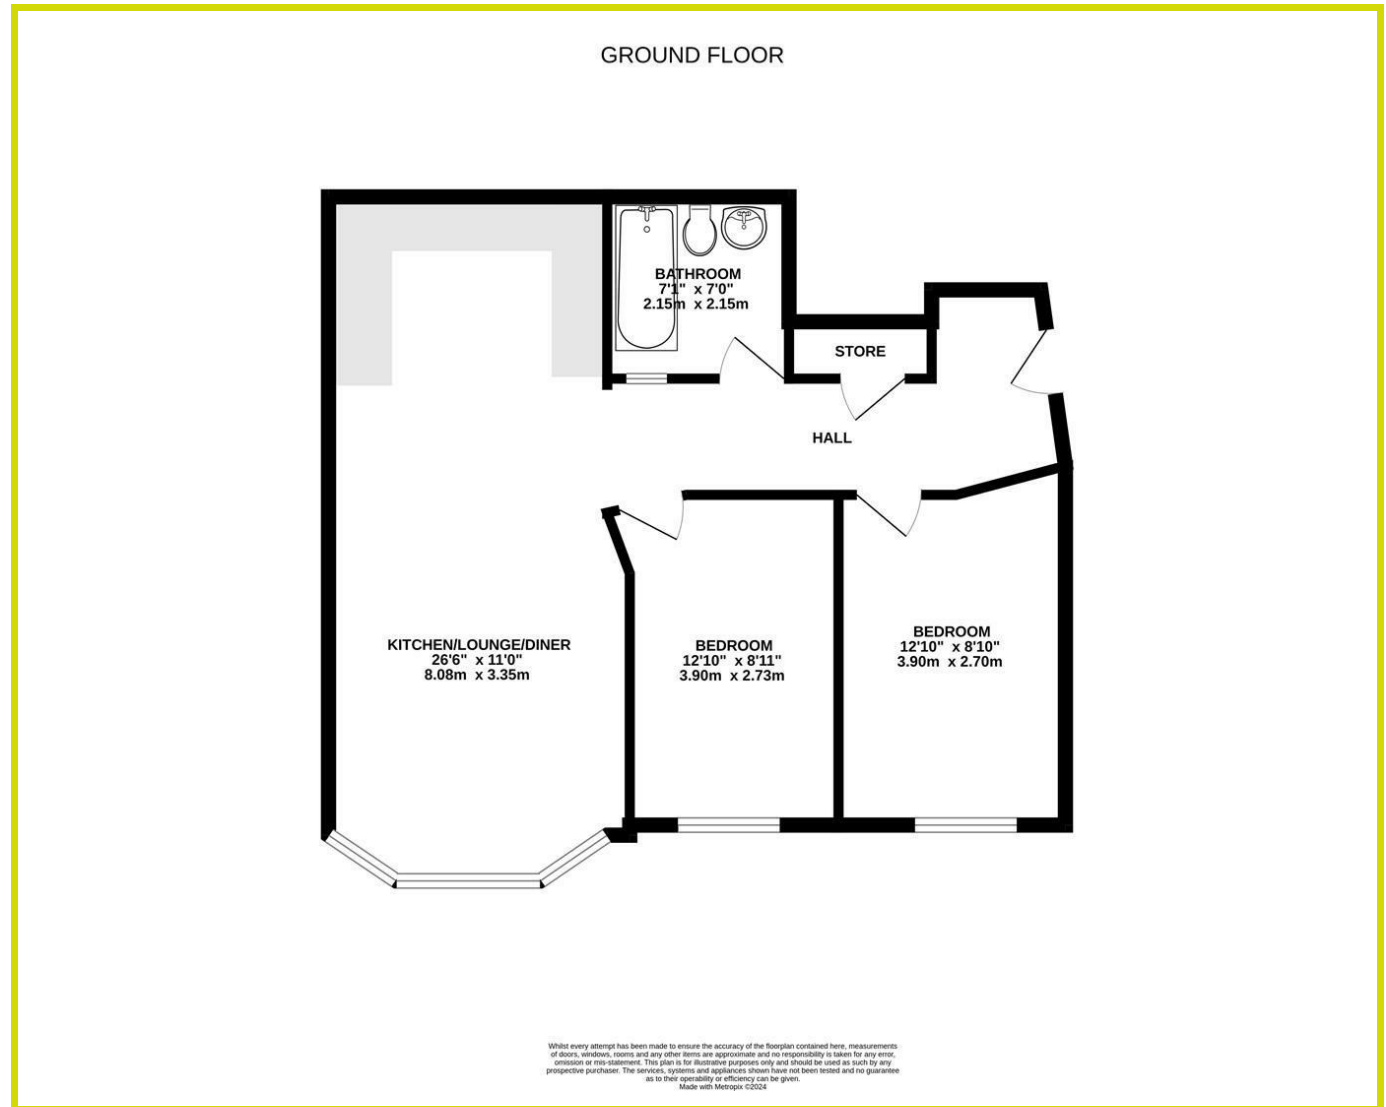 GROUND FLOOR
BATHROOM
7'1" x 7'0"
2.15m x 2.15m
STORE
HALL
KITCHEN/LOUNGE/DINER
26'6" x 11'0"
8.08m x 3.35m
BEDROOM
12'10" x 8'11"
3.90m x 2.73m
BEDROOM
12'10" x 8'10"
3.90m x 2.70m
Whilst every attempt has been made to ensure the accuracy of the floorplan contained here, measurements
of doors, windows, rooms and any other items are approximate and no responsibility is taken for any error,
omission or mis-statement. This plan is for illustrative purposes only and should be used as such by any
prospective purchaser. The services, systems and appliances shown have not been tested and no guarantee
as to their operability or efficiency can be given.
Made with Metropix ©2024